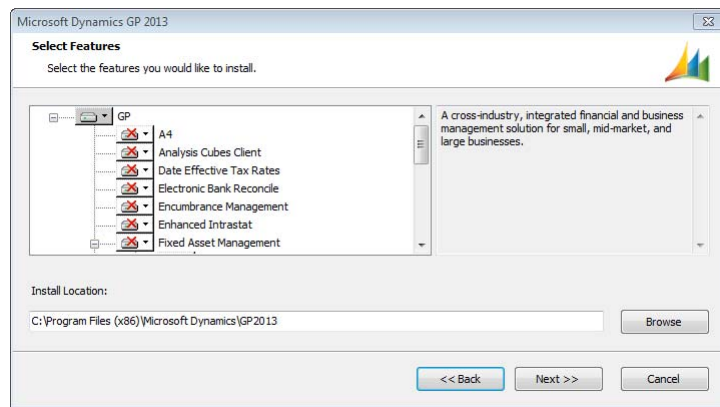 Microsoft Dynamics GP 2013
Select Features
Select the features you would like to install.
GP
A4
Analysis Cubes Client
Date Effective Tax Rates
Electronic Bank Reconcile
Encumbrance Management
Enhanced Intrastat
Fixed Asset Management
A cross-industry, integrated financial and business
management solution for small, mid-market, and
large businesses.
Install Location:
C:\Program Files (x86)\Microsoft Dynamics\GP2013
Browse
<< Back
Next >>
Cancel